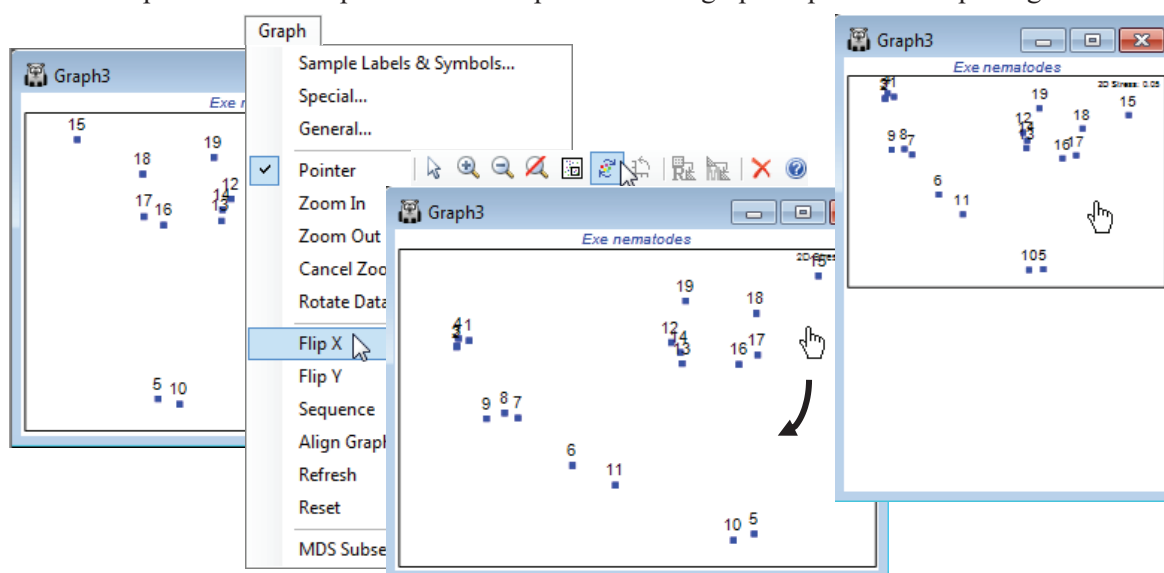 Graph
Sample Labels & Symbols...
Special...
General...
Pointer
Zoom In
Zoom Out
Cancel Zoo
Rotate Data
Flip X
Flip Y
Sequence
Align Graph
Refresh
Reset
MDS Subse
Graph3
Exe n
15
18
19
17
16
12
14
13
5
10
Graph3
Exe nematodes
15
19
18
4
1
3
12
14
13
16
17
9
8
7
6
11
10
5
Graph3
Exe nematodes
2D Stress: 0.05
1
19
15
12
18
14
13
16
17
9
8
7
6
11
10
5